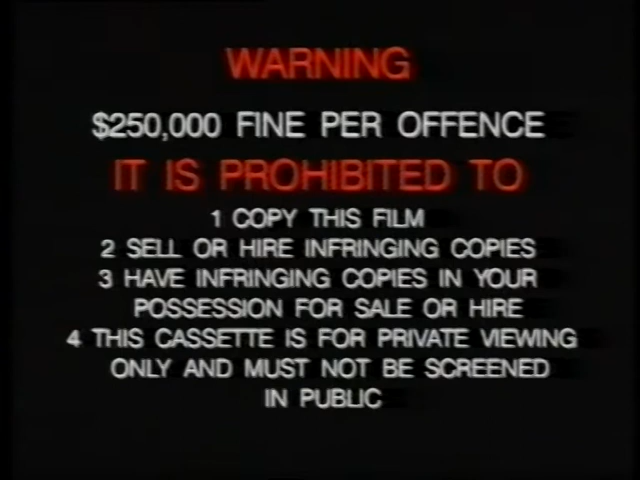 WARNING
$250,000 FINE PER OFFENCE
IT IS PROHIBITED TO
1 COPY THIS FILM
2 SELL OR HIRE INFRINGING COPIES
3 HAVE INFRINGING COPIES IN YOUR
POSSESSION FOR SALE OR HIRE
4 THIS CASSETTE IS FOR PRIVATE VIEWING
ONLY AND MUST NOT BE SCREENED
IN PUBLIC